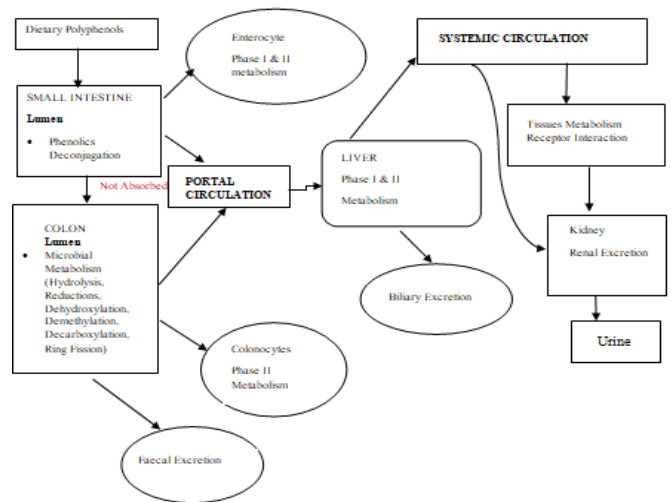 Dietary Polyphenols
SMALL INTESTINE
Lumen
• Phenolics
Deconjugation
Enterocyte
Phase I & II
metabolism
SYSTEMIC CIRCULATION
Tissues Metabolism
Receptor Interaction
Not Absorbed
PORTAL
CIRCULATION
LIVER
Phase I & II
Metabolism
COLON
Lumen
• Microbial
Metabolism
(Hydrolysis,
Reductions,
Dehydroxylation,
Demethylation,
Decarboxylation,
Ring Fission)
Kidney
Renal Excretion
Biliary Excretion
Urine
Colonocytes
Phase II
Metabolism
Faecal Excretion